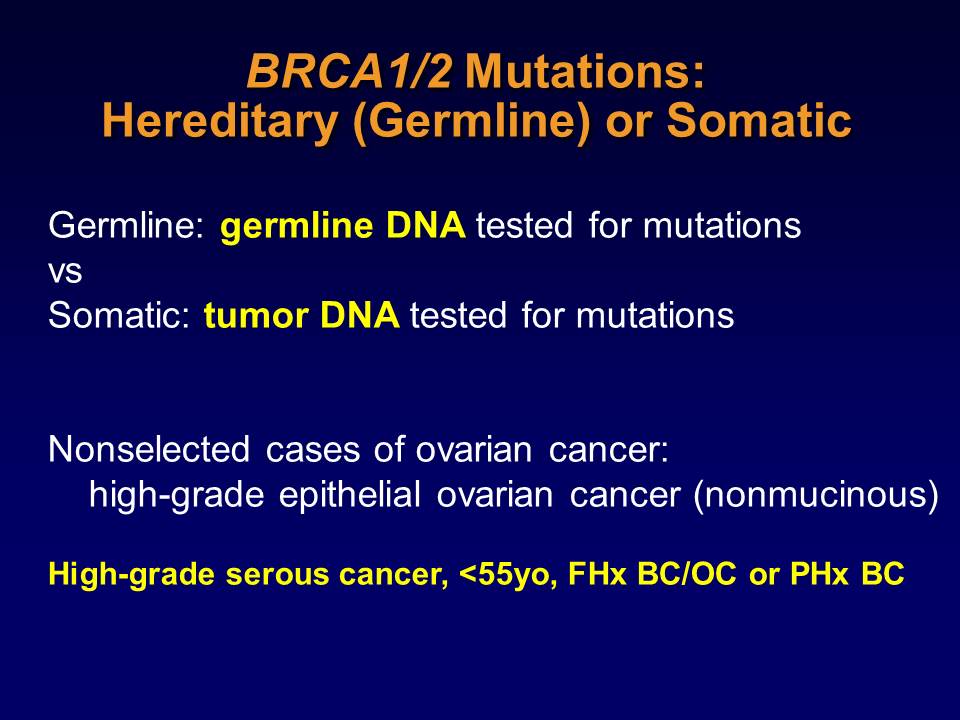 BRCA1/2 Mutations:
Hereditary (Germline) or Somatic
Germline: germline DNA tested for mutations
vs
Somatic: tumor DNA tested for mutations
Nonselected cases of ovarian cancer:
high-grade epithelial ovarian cancer (nonmucinous)
High-grade serous cancer, <55yo, FHx BC/OC or PHx BC